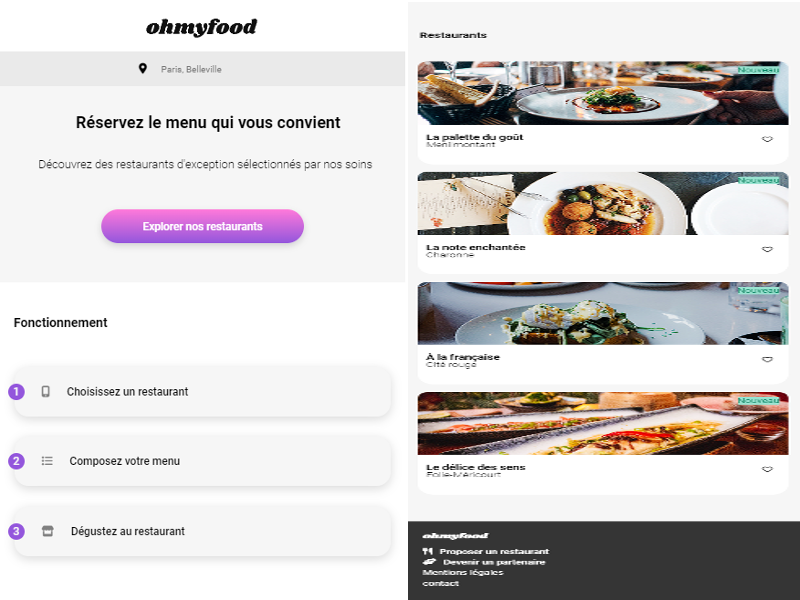 ohmyfood
Paris, Belleville
Réservez le menu qui vous convient
Découvrez des restaurants d'exception sélectionnés par nos soins
Explorer nos restaurants
Fonctionnement
1 Choisissez un restaurant
2 Composez votre menu
3 Dégustez au restaurant
Restaurants
Nouveau
La palette du goût
Ménilmontant
Nouveau
La note enchantée
Charonne
Nouveau
À la française
Cité rouge
Nouveau
Le délice des sens
Folie-Méricourt
ohmyfood
Proposer un restaurant
Devenir un partenaire
Mentions légales
contact